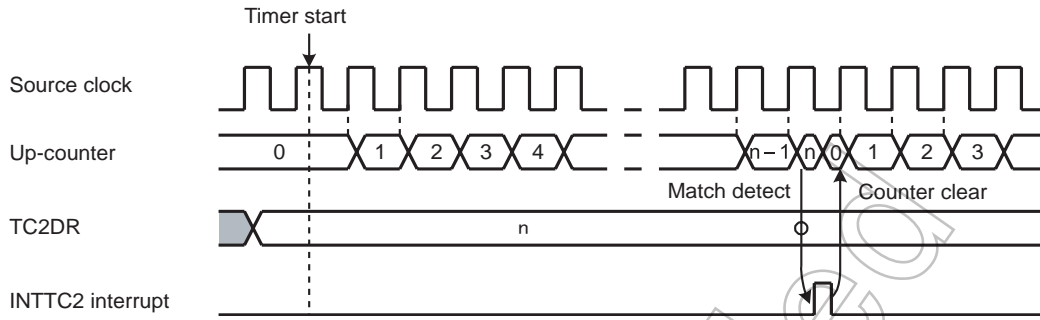 Timer start
Source clock
Up-counter
0 1 2 3 4 n – 1 n 0 1 2 3
Match detect
Counter clear
TC2DR
n
INTTC2 interrupt